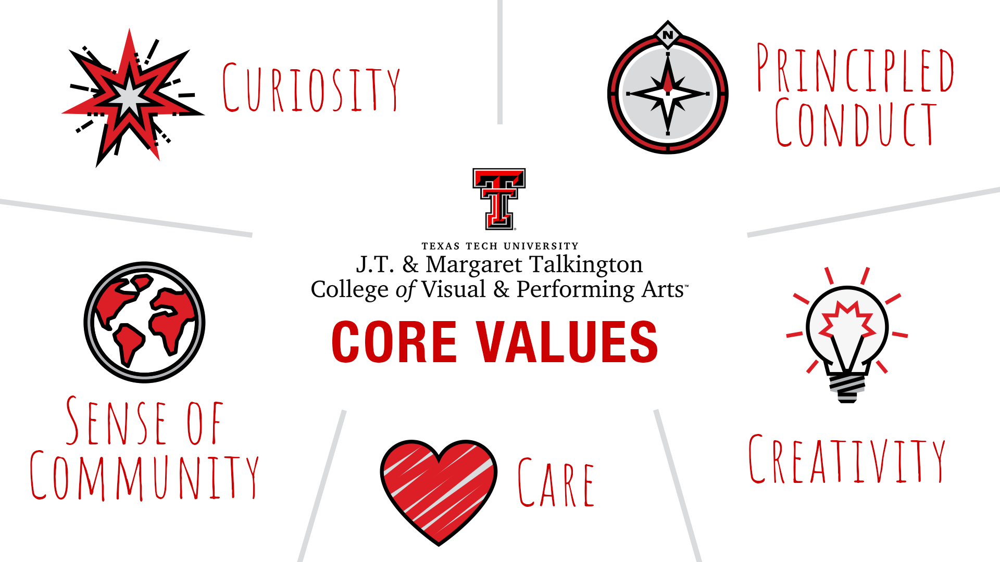 Curiosity
N
Principled
Conduct
TEXAS TECH UNIVERSITY
J.T. & Margaret Talkington
College of Visual & Performing Arts™
CORE VALUES
Sense of
Community
Care
Creativity